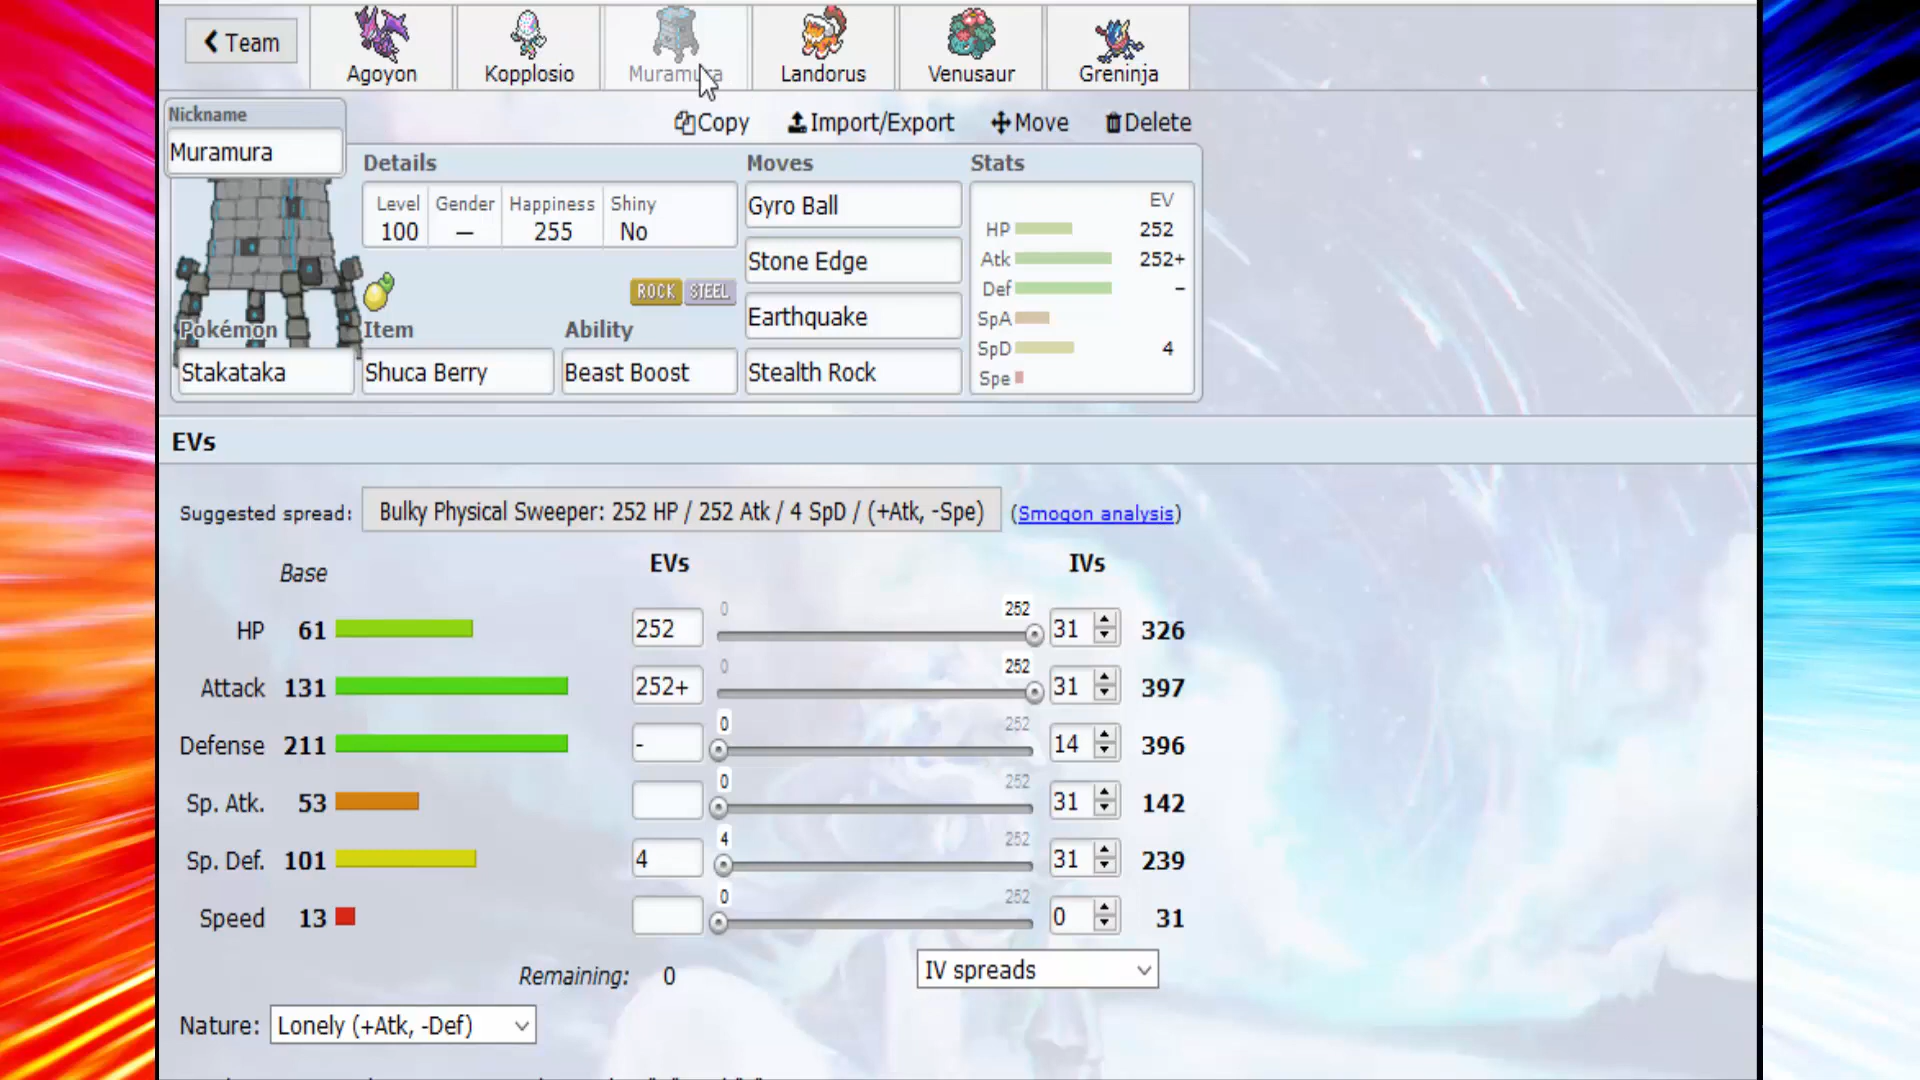 Team
Agoyon
Kopplosio
Muramura
Landorus
Venusaur
Greninja
Nickname
Muramura
Copy
Import/Export
Move
Delete
Details
Moves
Stats
Level
Gender
Happiness
Shiny
100
—
255
No
Gyro Ball
Stone Edge
Earthquake
Stealth Rock
EV
HP 252
Atk 252+
Def -
SpA
SpD 4
Spe
ROCK STEEL
Pokémon
Item
Ability
Stakataka
Shuca Berry
Beast Boost
EVs
Suggested spread: Bulky Physical Sweeper: 252 HP / 252 Atk / 4 SpD / (+Atk, -Spe) (Smogon analysis)
Base EVs IVs
0 252
HP 61 252 31 326
0 252
Attack 131 252+ 31 397
0 252
Defense 211 - 14 396
0 252
Sp. Atk. 53 31 142
4 252
Sp. Def. 101 4 31 239
0 252
Speed 13 0 31
Remaining: 0
IV spreads
Nature: Lonely (+Atk, -Def)